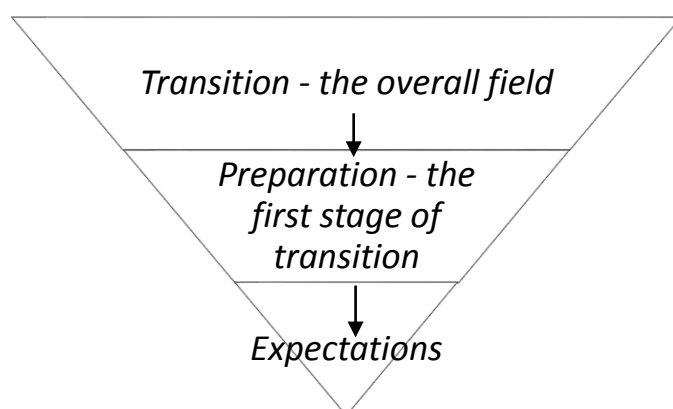 Transition - the overall field
Preparation - the
first stage of
transition
Expectations